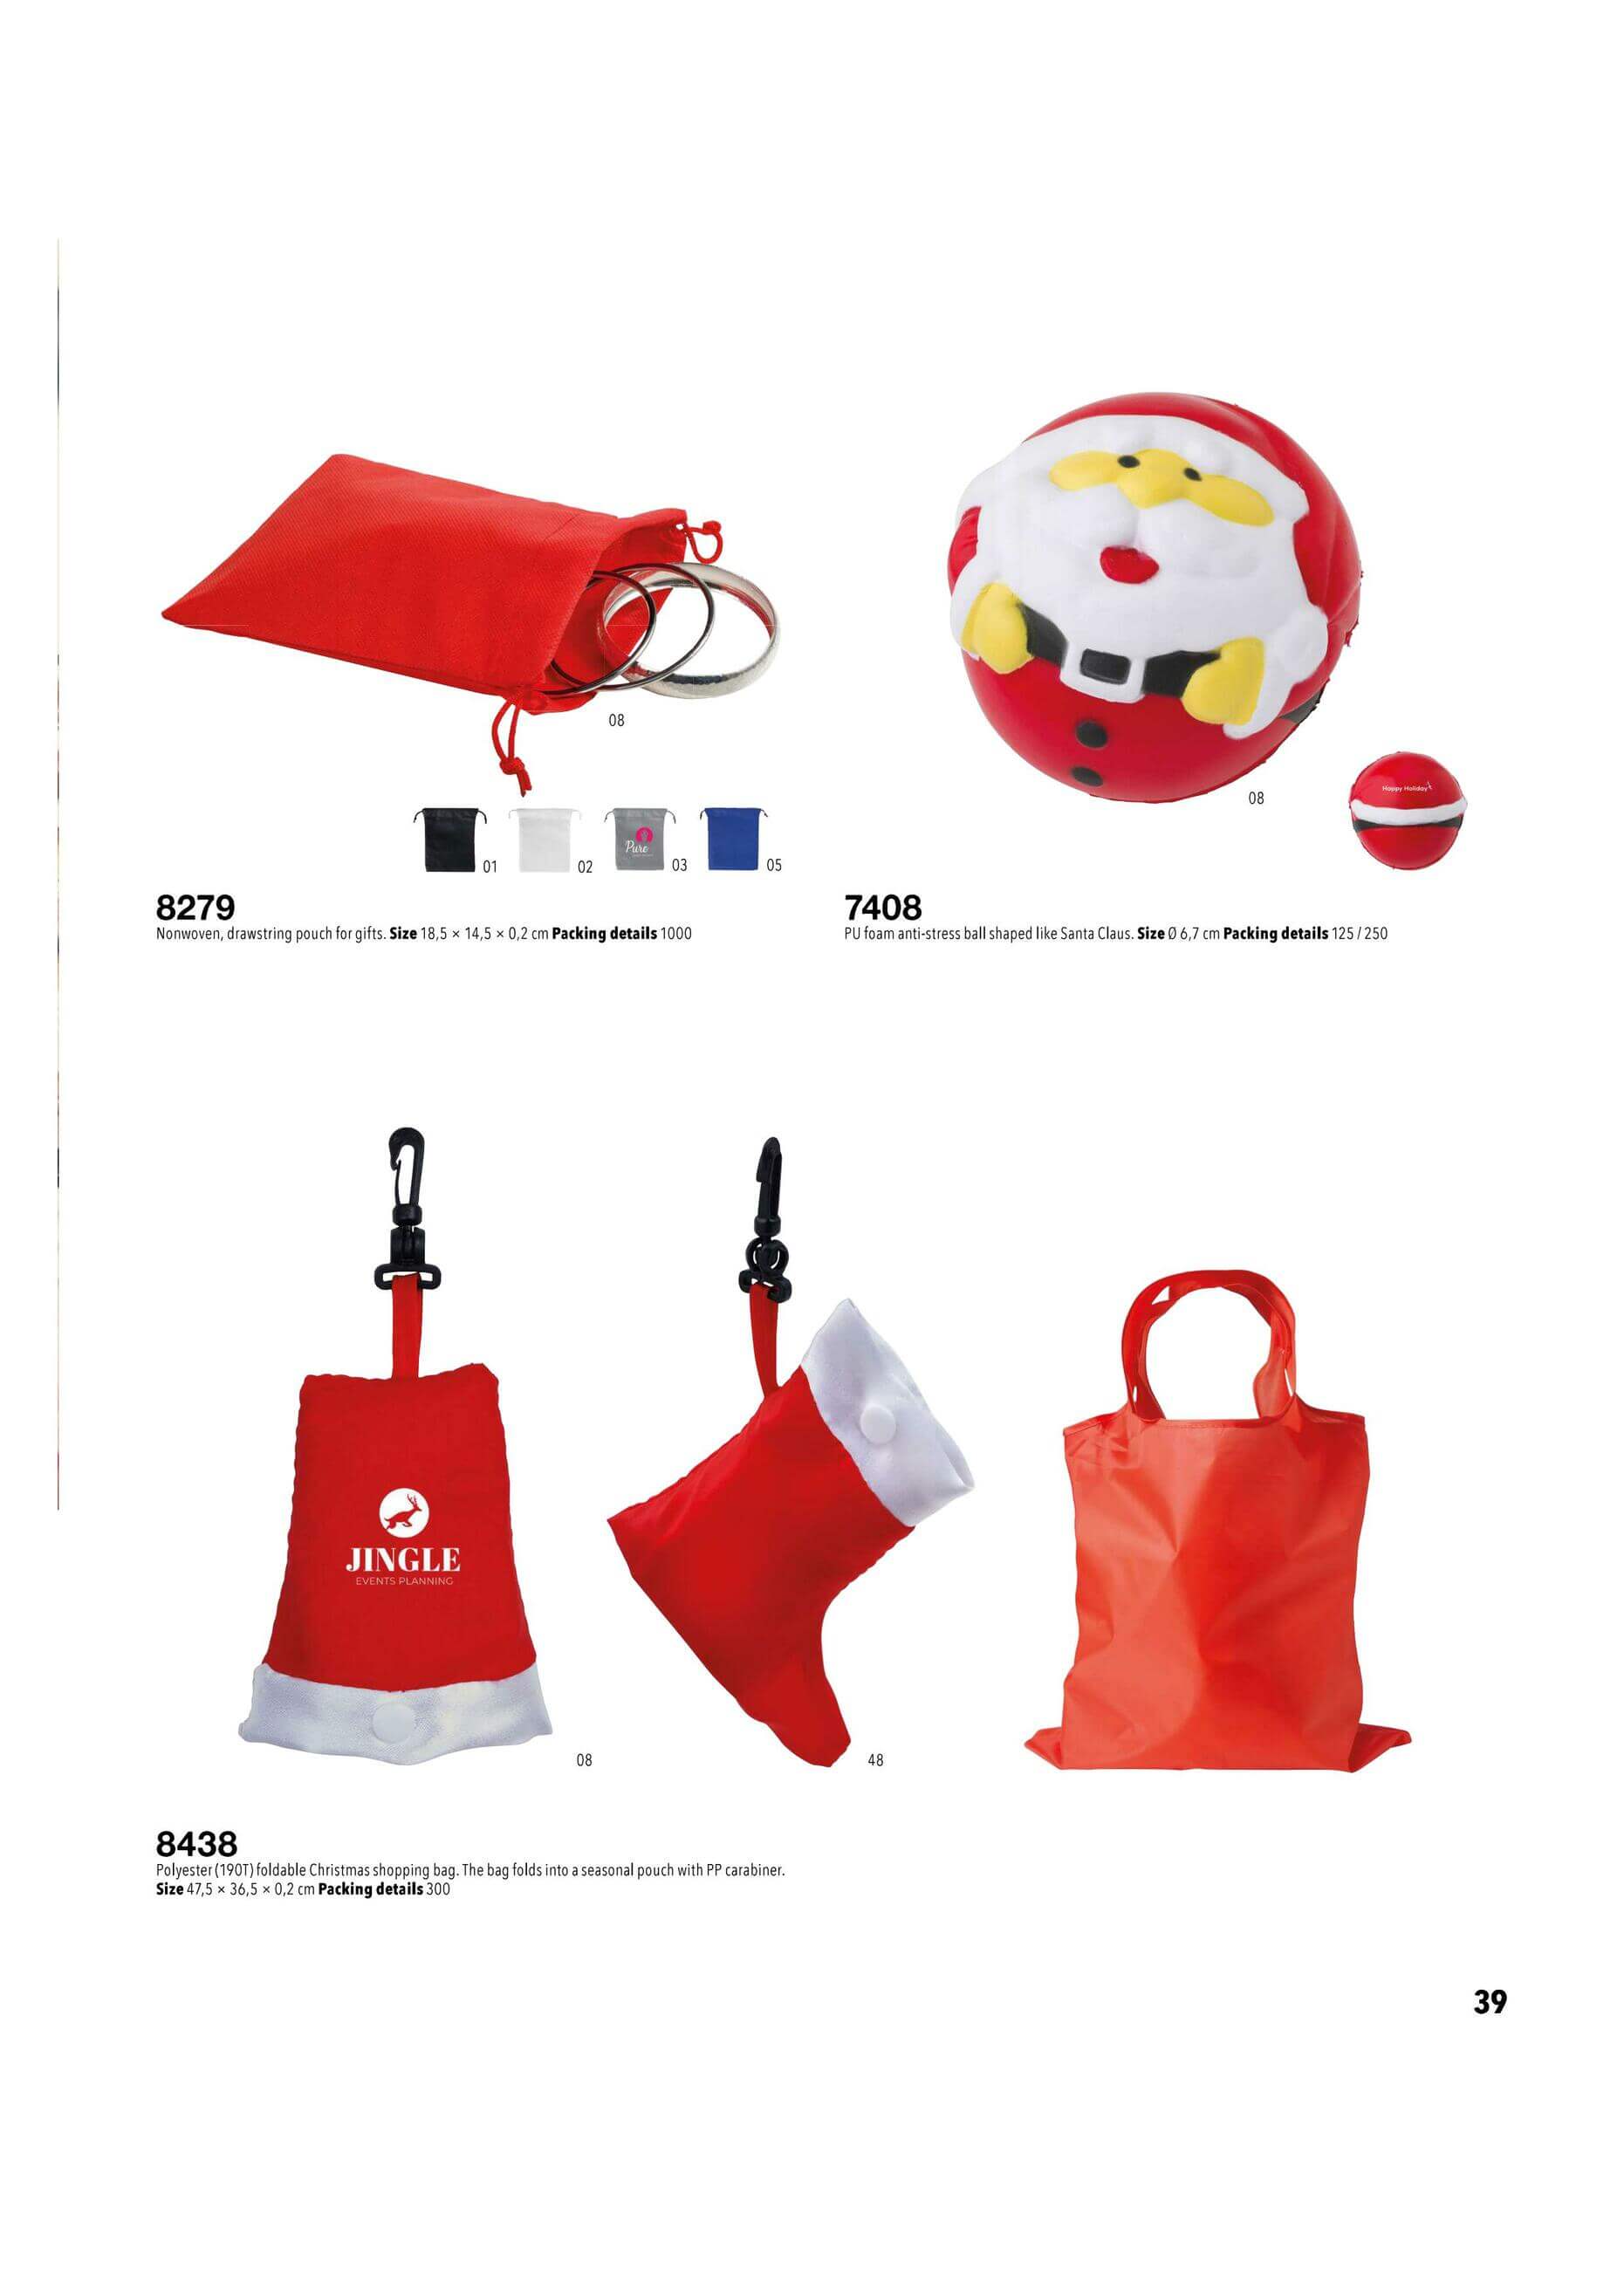 08
01
02
Pure
03
05
8279
Nonwoven, drawstring pouch for gifts. Size 18,5 × 14,5 × 0,2 cm Packing details 1000
08
Happy Holiday
7408
PU foam anti-stress ball shaped like Santa Claus. Size Ø 6,7 cm Packing details 125 / 250
JINGLE
EVENTS PLANNING
08
48
8438
Polyester (190T) foldable Christmas shopping bag. The bag folds into a seasonal pouch with PP carabiner.
Size 47,5 × 36,5 × 0,2 cm Packing details 300
39